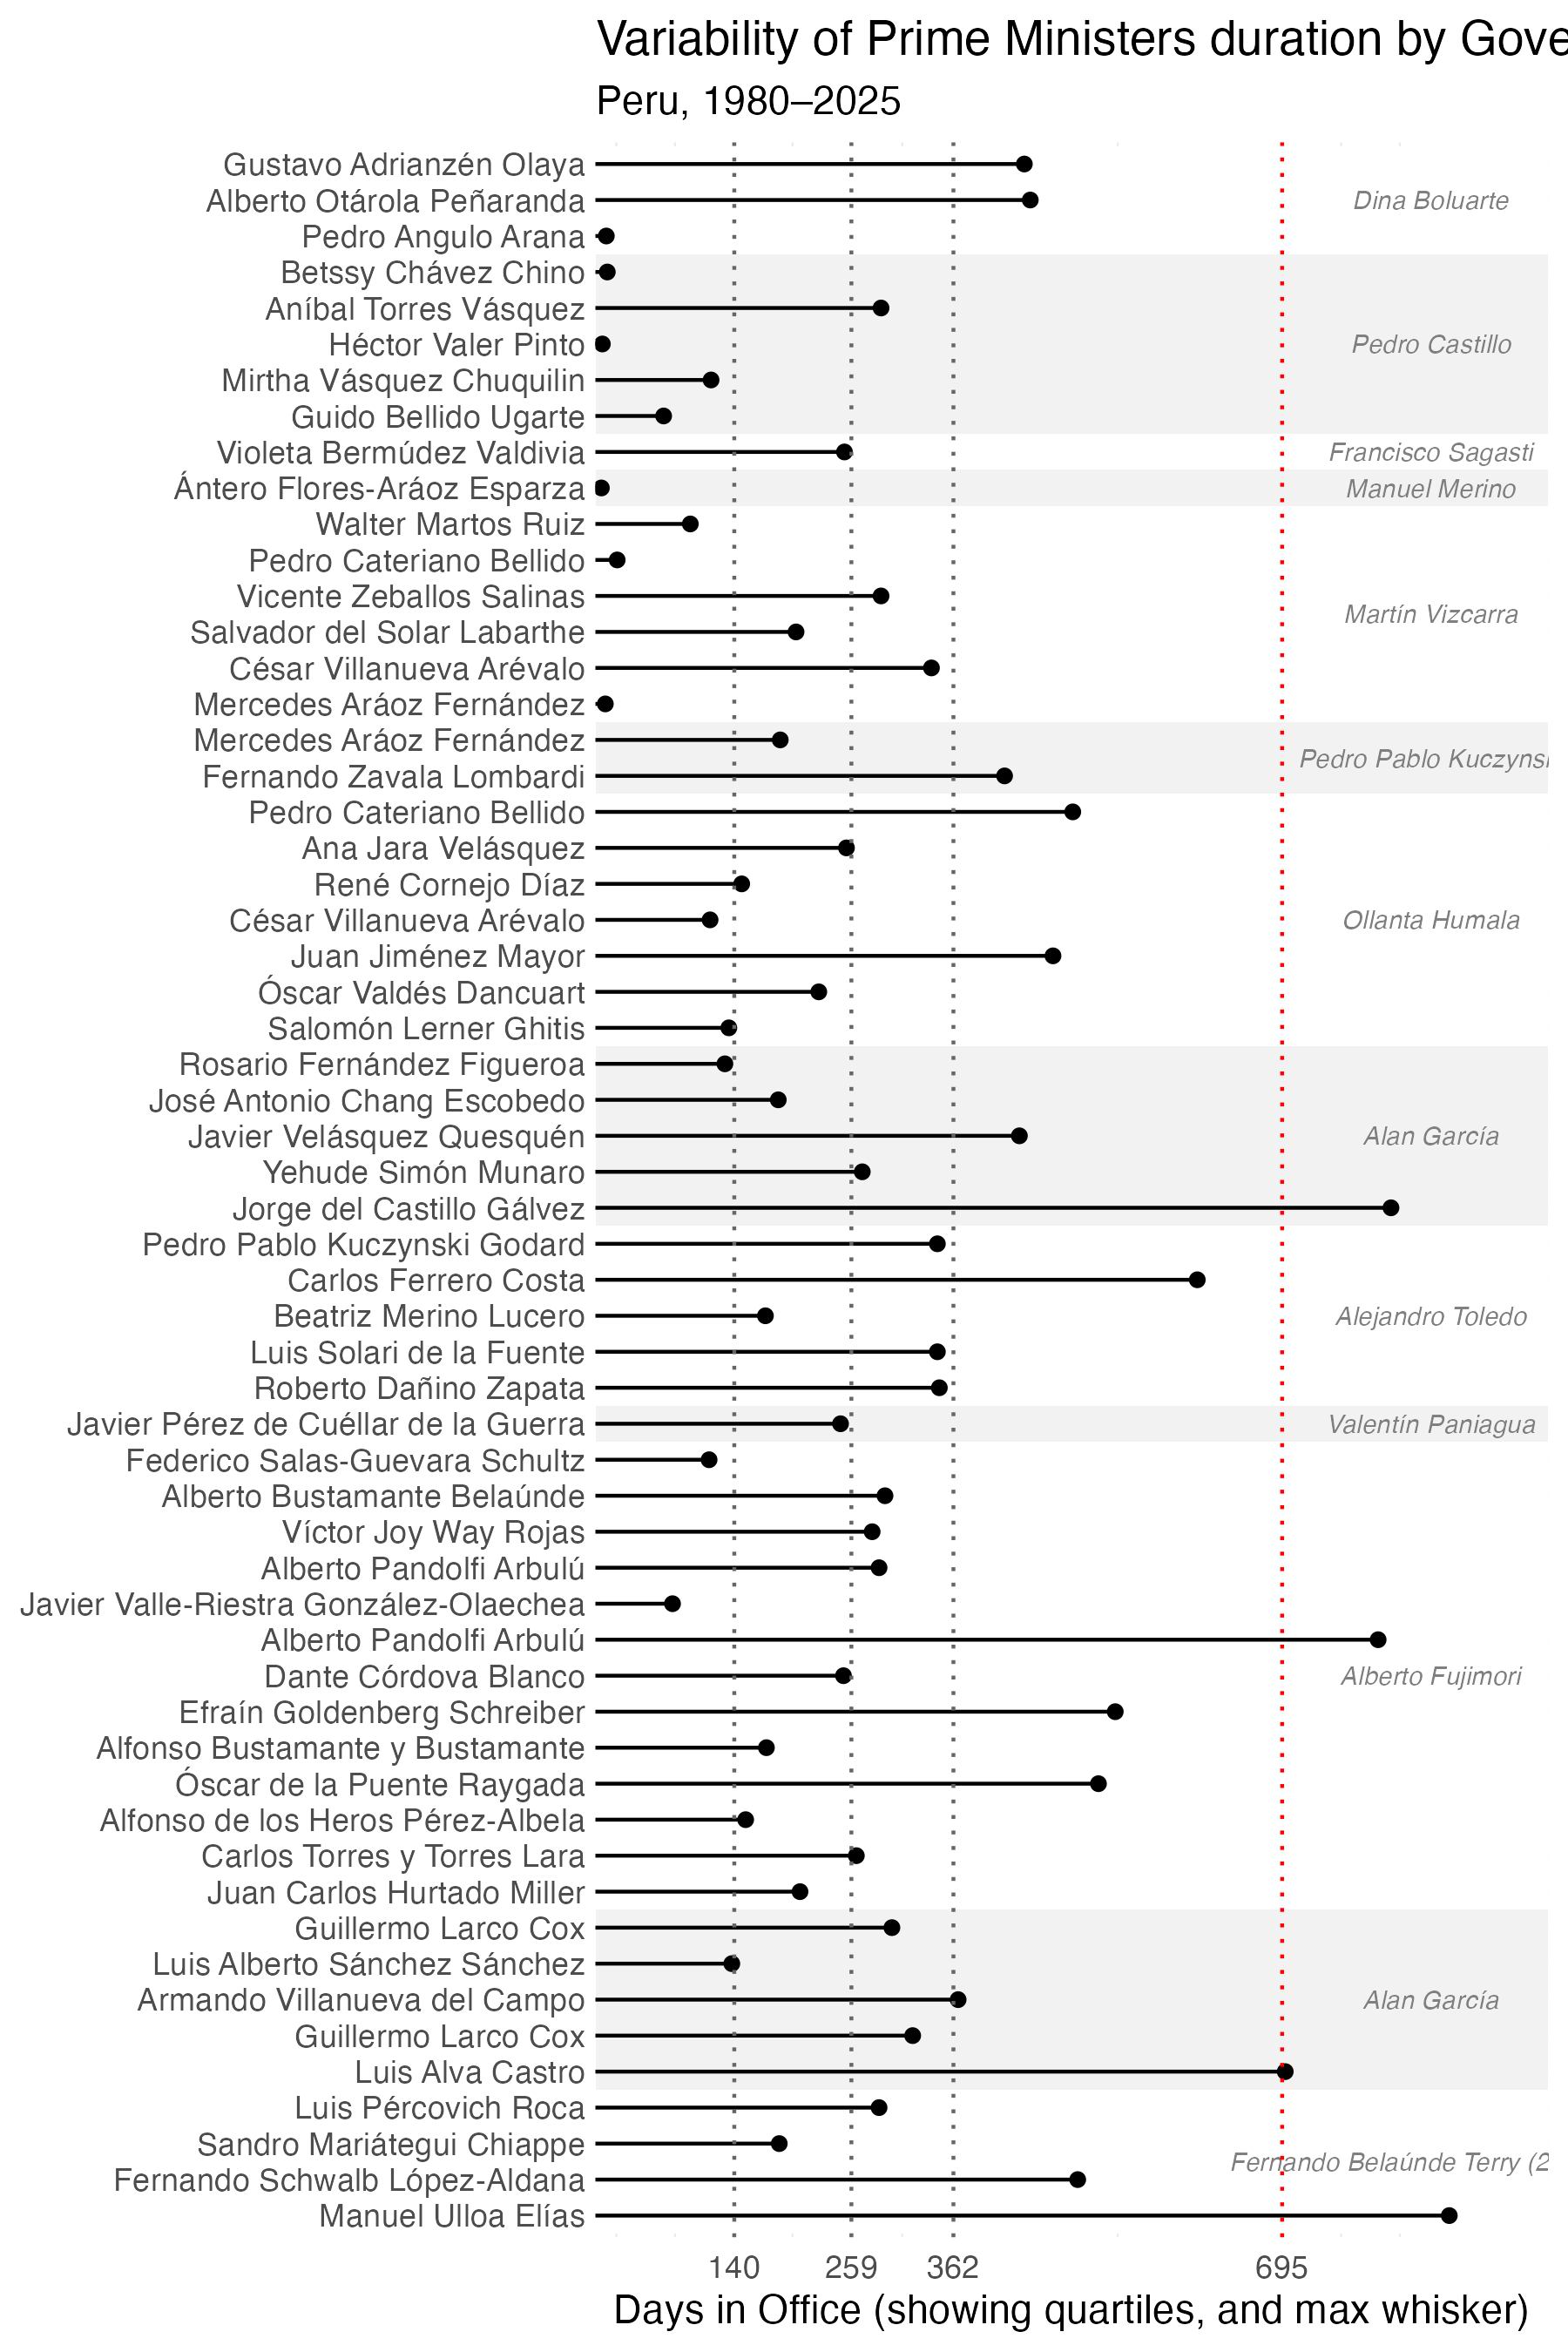 Variability of Prime Ministers duration by Gove
Peru, 1980–2025
Gustavo Adrianzén Olaya
Alberto Otárola Peñaranda
Dina Boluarte
Pedro Angulo Arana
Betssy Chávez Chino
Aníbal Torres Vásquez
Héctor Valer Pinto
Pedro Castillo
Mirtha Vásquez Chuquilin
Guido Bellido Ugarte
Violeta Bermúdez Valdivia
Francisco Sagasti
Ántero Flores-Aráoz Esparza
Manuel Merino
Walter Martos Ruiz
Pedro Cateriano Bellido
Vicente Zeballos Salinas
Martín Vizcarra
Salvador del Solar Labarthe
César Villanueva Arévalo
Mercedes Aráoz Fernández
Mercedes Aráoz Fernández
Pedro Pablo Kuczynsk
Fernando Zavala Lombardi
Pedro Cateriano Bellido
Ana Jara Velásquez
René Cornejo Díaz
César Villanueva Arévalo
Ollanta Humala
Juan Jiménez Mayor
Óscar Valdés Dancuart
Salomón Lerner Ghitis
Rosario Fernández Figueroa
José Antonio Chang Escobedo
Javier Velásquez Quesquén
Alan García
Yehude Simón Munaro
Jorge del Castillo Gálvez
Pedro Pablo Kuczynski Godard
Carlos Ferrero Costa
Beatriz Merino Lucero
Alejandro Toledo
Luis Solari de la Fuente
Roberto Dañino Zapata
Javier Pérez de Cuéllar de la Guerra
Valentín Paniagua
Federico Salas-Guevara Schultz
Alberto Bustamante Belaúnde
Víctor Joy Way Rojas
Alberto Pandolfi Arbulú
Javier Valle-Riestra González-Olaechea
Alberto Pandolfi Arbulú
Dante Córdova Blanco
Alberto Fujimori
Efraín Goldenberg Schreiber
Alfonso Bustamante y Bustamante
Óscar de la Puente Raygada
Alfonso de los Heros Pérez-Albela
Carlos Torres y Torres Lara
Juan Carlos Hurtado Miller
Guillermo Larco Cox
Luis Alberto Sánchez Sánchez
Armando Villanueva del Campo
Alan García
Guillermo Larco Cox
Luis Alva Castro
Luis Pércovich Roca
Sandro Mariátegui Chiappe
Fernando Belaúnde Terry (2
Fernando Schwalb López-Aldana
Manuel Ulloa Elías
140 259 362 695
Days in Office (showing quartiles, and max whisker)